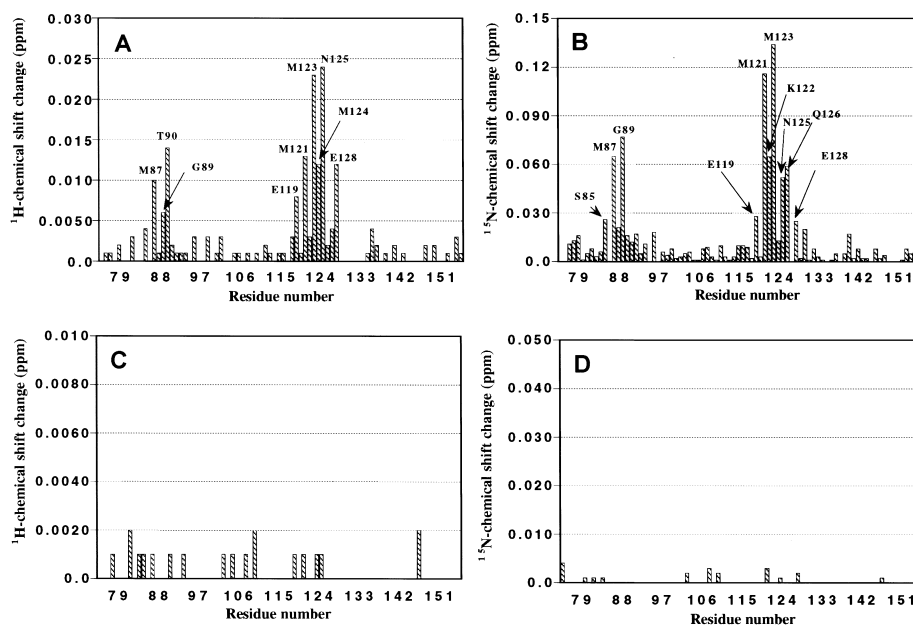 A
¹H-chemical shift change (ppm)
0.030
0.025
0.020
0.015
0.010
0.0050
0.0
M87
T90
G89
E119
M121
M123
N125
M124
E128
79 88 97 106 115 124 133 142 151
Residue number
B
¹⁵N-chemical shift change (ppm)
0.15
0.12
0.090
0.060
0.030
0.0
S85
M87
G89
E119
M121
M123
K122
N125
Q126
E128
79 88 97 106 115 124 133 142 151
Residue number
C
¹H-chemical shift change (ppm)
0.010
0.0080
0.0060
0.0040
0.0020
0.0
79 88 97 106 115 124 133 142 151
Residue number
D
¹⁵N-chemical shift change (ppm)
0.050
0.040
0.030
0.020
0.010
0.0
79 88 97 106 115 124 133 142 151
Residue number